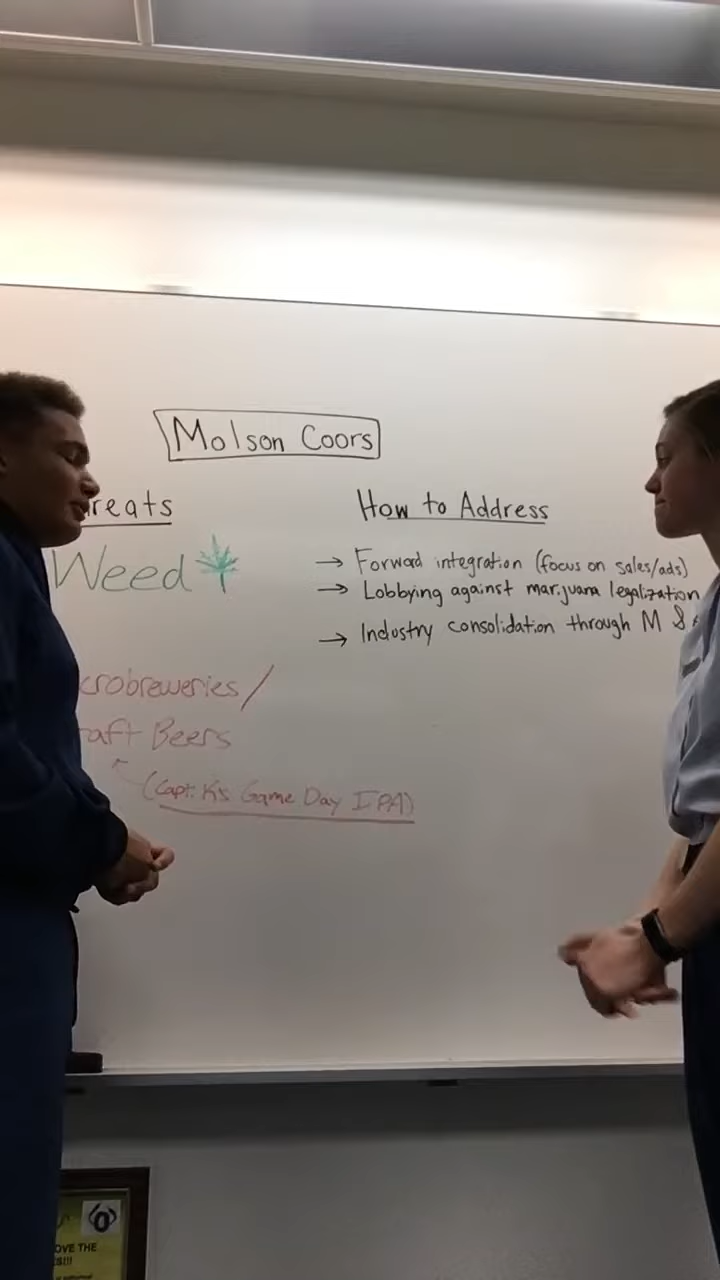 Molson Coors
reats
How to Address
Weed
→ Forward integration (focus on sales/ads)
→ Lobbying against marijuana legalization
→ Industry consolidation through M &
crobreweries/
raft Beers
(Capt. K's Game Day IPA)
OVE THE
S!!!